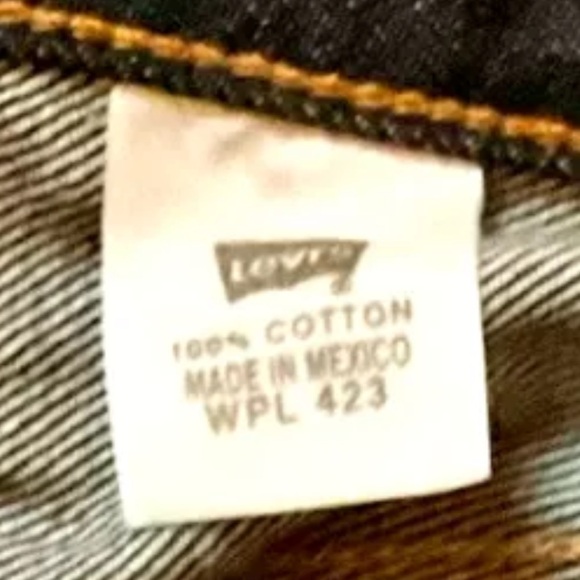 Levi's
100% COTTON
MADE IN MEXICO
WPL 423